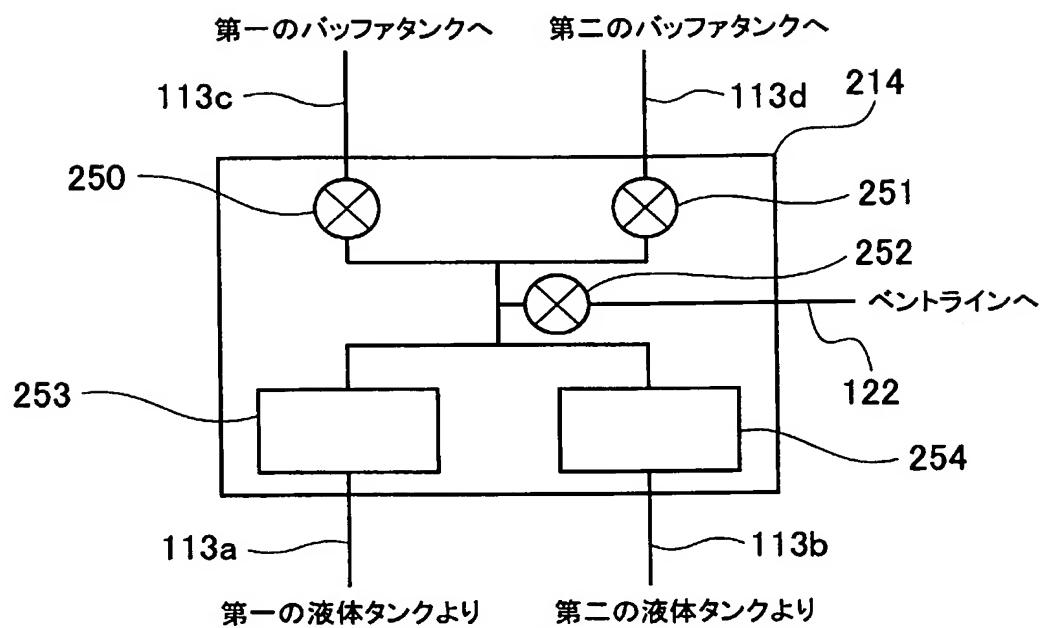 第一のバッファタンクへ
第二のバッファタンクへ
113c
113d
214
250
251
252
ベントラインへ
122
253
254
113a
113b
第一の液体タンクより
第二の液体タンクより